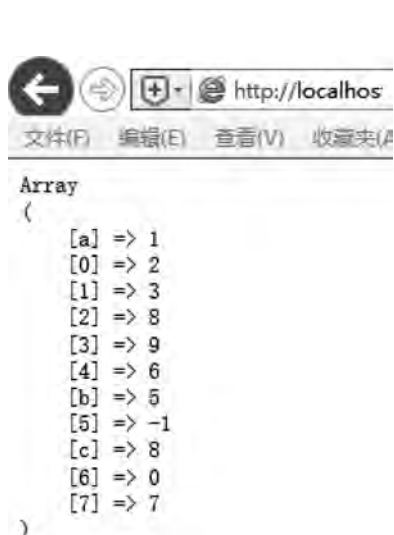 http://localhos
文件(F) 编辑(E) 查看(V) 收藏夹(A
Array
(
[a] => 1
[0] => 2
[1] => 3
[2] => 8
[3] => 9
[4] => 6
[b] => 5
[5] => -1
[c] => 8
[6] => 0
[7] => 7
)